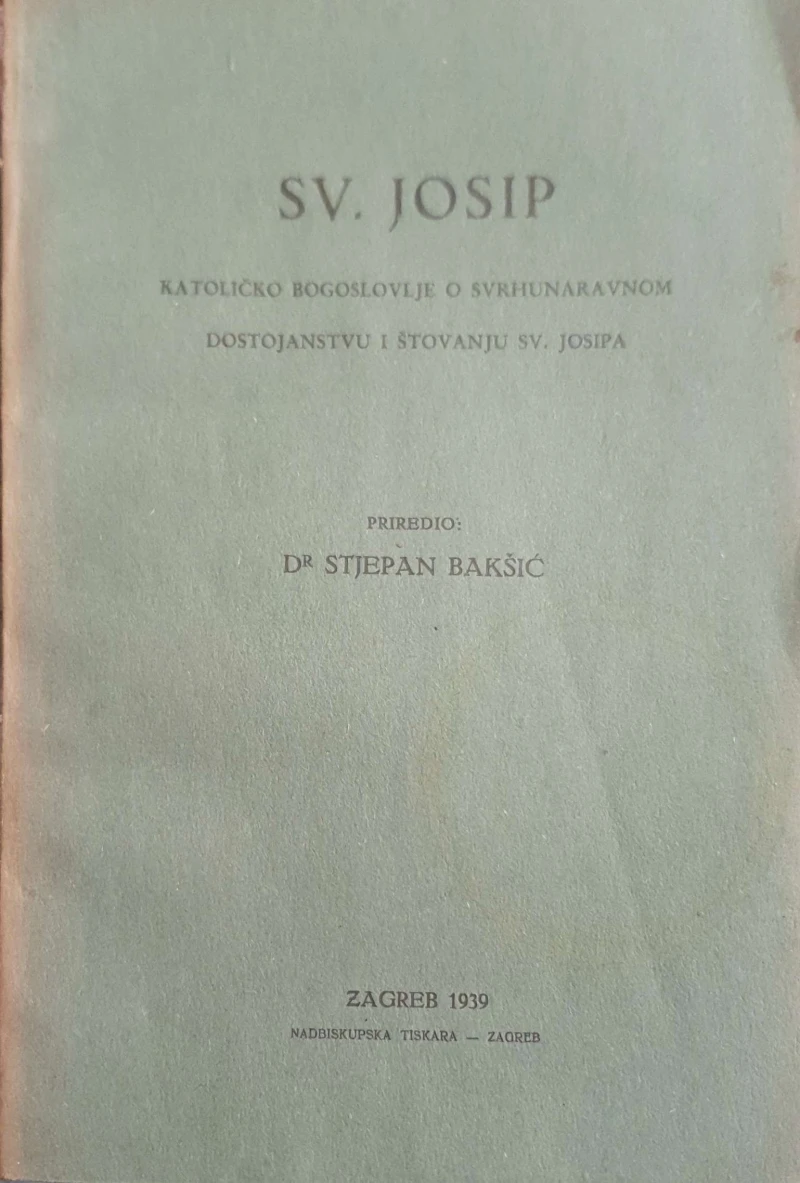 SV. JOSIP
KATOLIČKO BOGOSLOVLJE O SVRHUNARAVNOM
DOSTOJANSTVU I ŠTOVANJU SV. JOSIPA
PRIREDIO:
DR STJEPAN BAKŠIĆ
ZAGREB 1939
NADBISKUPSKA TISKARA — ZAGREB